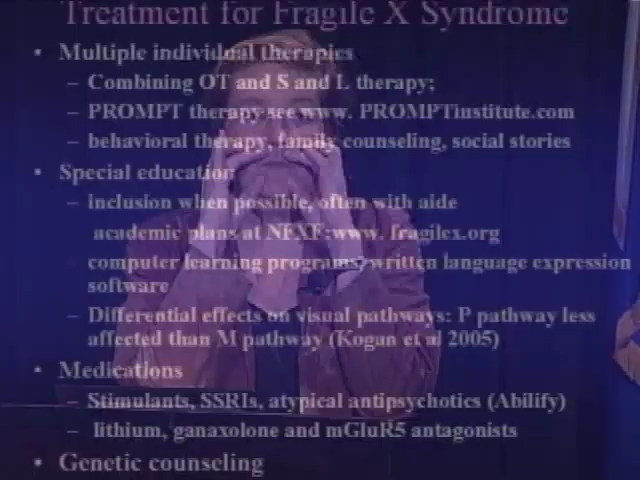 Treatment for Fragile X Syndrome
• Multiple individual therapies
– Combining OT and S and L therapy;
– PROMPT therapy see www. PROMPTinstitute.com
– behavioral therapy, family counseling, social stories
• Special education
– inclusion when possible, often with aide
academic plans at NFXF:www. fragilex.org
– computer learning programs, written language expression
software
– Differential effects on visual pathways: P pathway less
affected than M pathway (Kogan et al 2005)
• Medications
– Stimulants, SSRIs, atypical antipsychotics (Abilify)
– lithium, ganaxolone and mGluR5 antagonists
• Genetic counseling